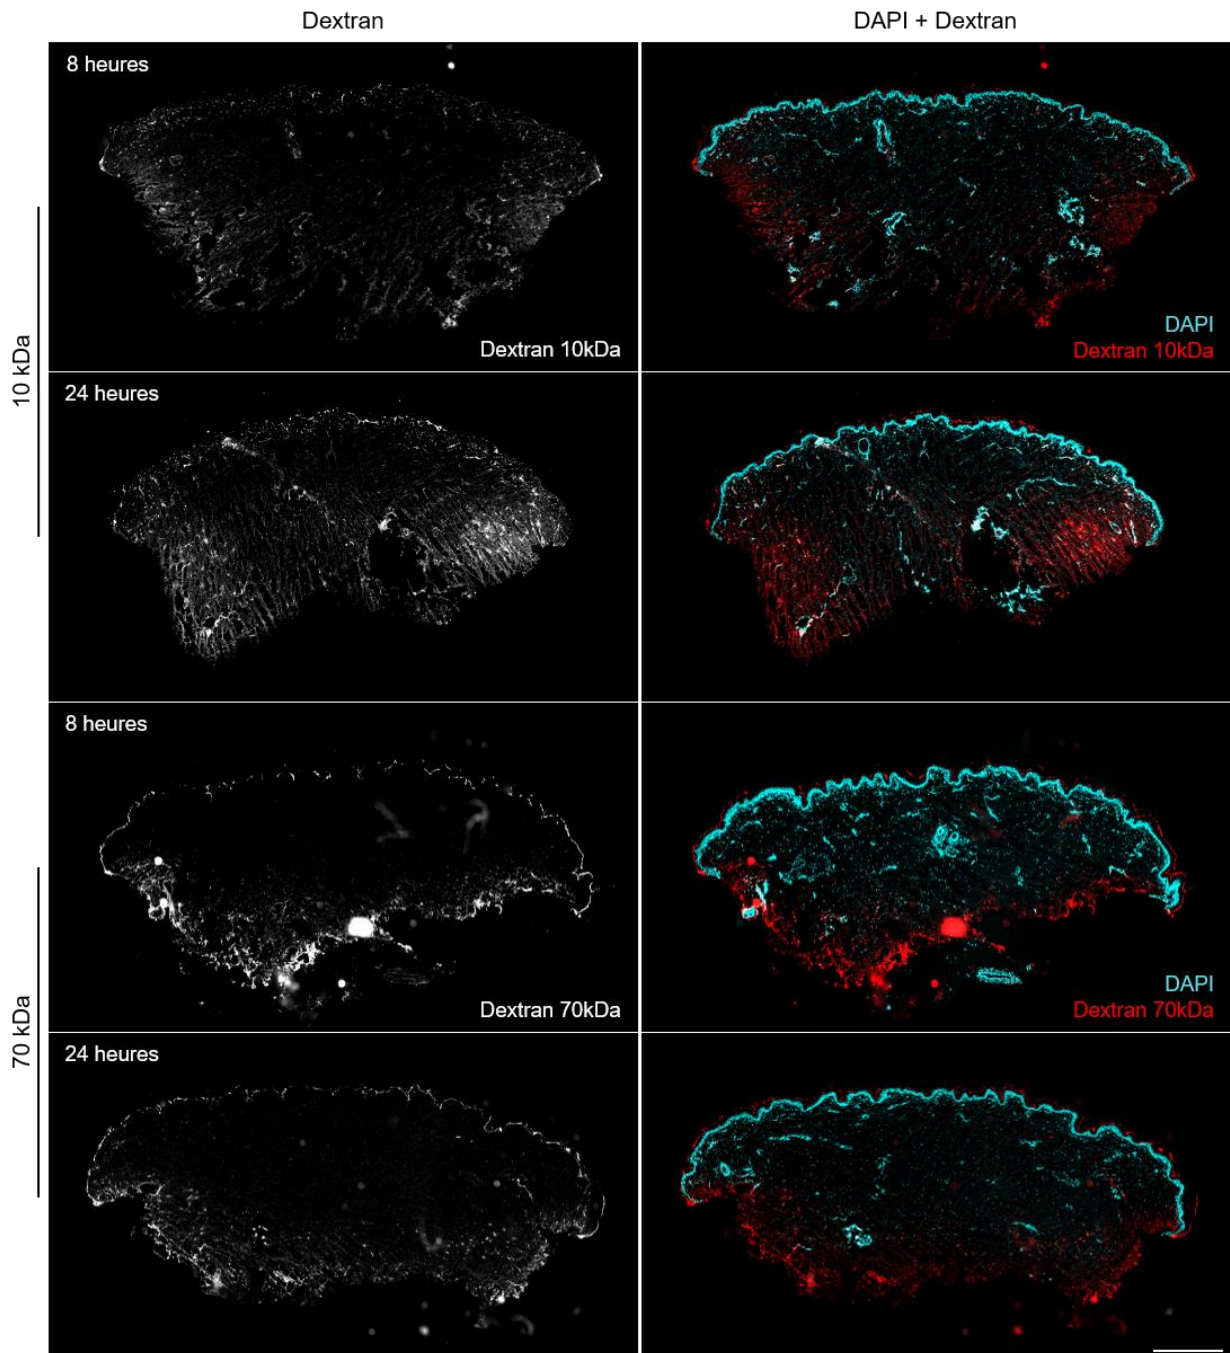 Dextran
DAPI + Dextran
10 kDa
8 heures
Dextran 10kDa
DAPI
Dextran 10kDa
24 heures
70 kDa
8 heures
Dextran 70kDa
DAPI
Dextran 70kDa
24 heures